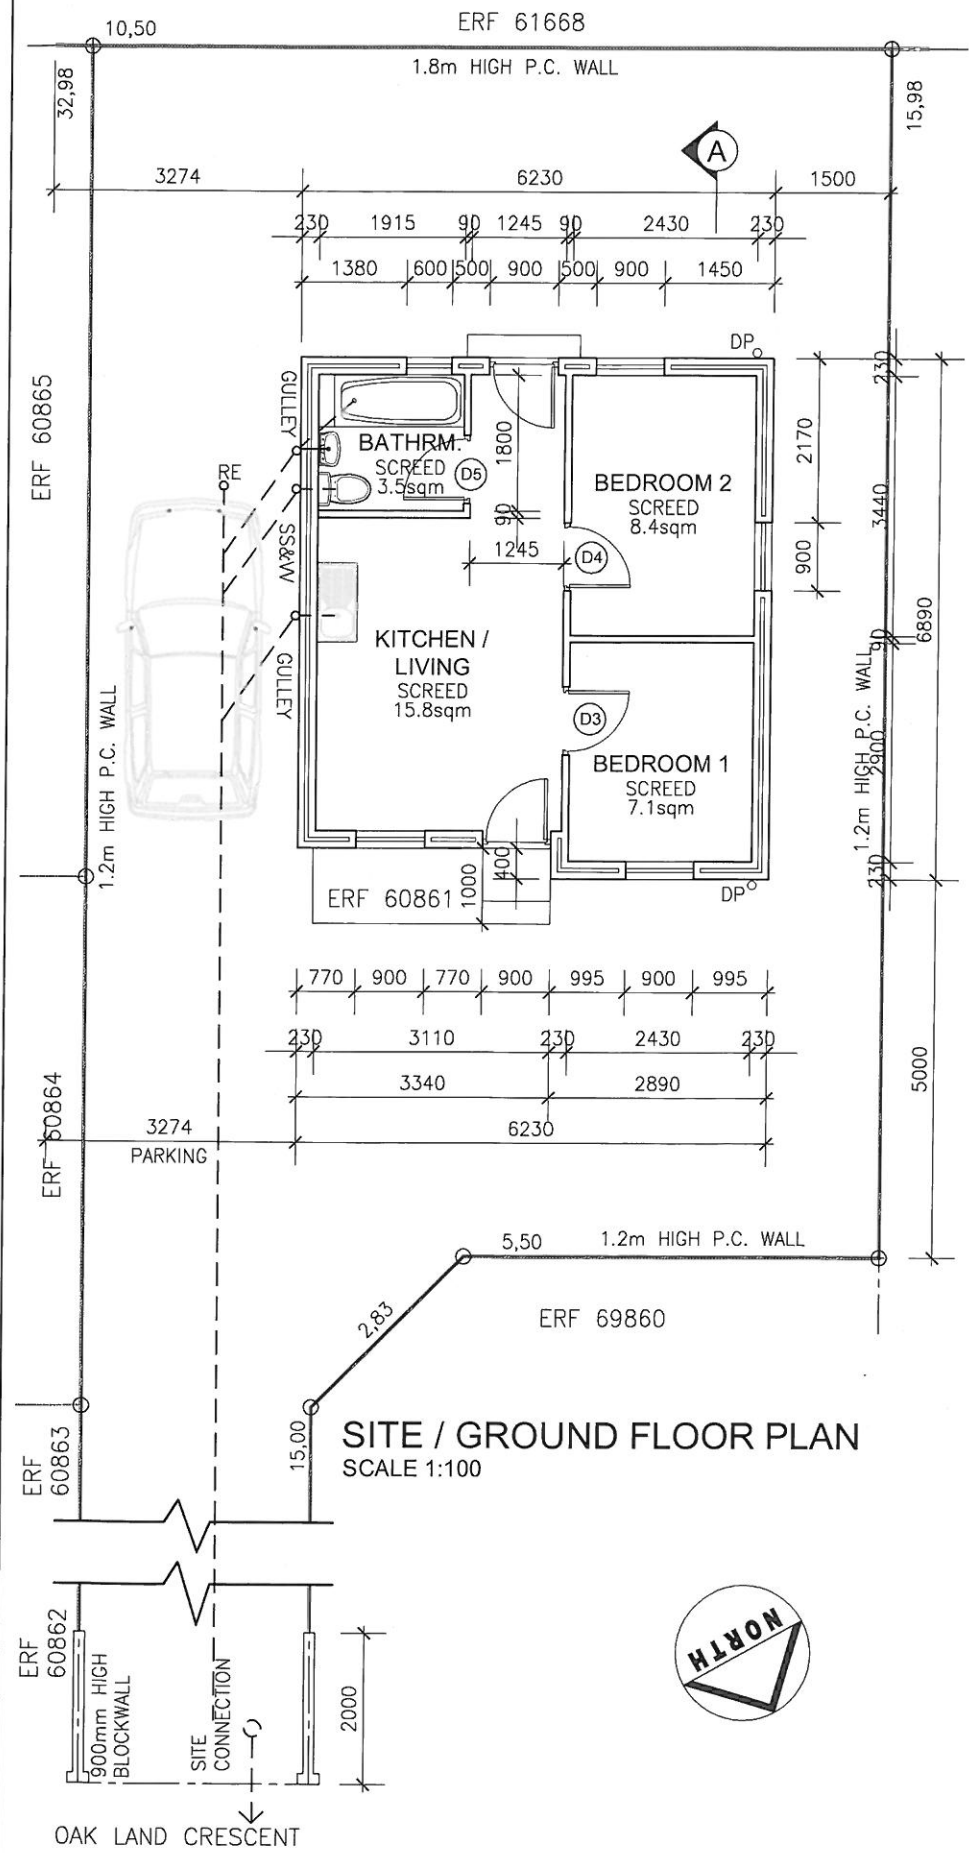 ERF 61668
10,50
1.8m HIGH P.C. WALL
32,98
15,98
A
3274
6230
1500
230
1915
90
1245
90
2430
230
1380
600
500
900
500
900
1450
DP
ERF 60865
GULLEY
RE
SS&W
GULLEY
BATHRM.
SCREED
3.5sqm
D5
1800
90
1245
BEDROOM 2
SCREED
8.4sqm
D4
2170
900
230
3440
90
6890
2900
230
1.2m HIGH P.C. WALL
KITCHEN /
LIVING
SCREED
15.8sqm
D3
BEDROOM 1
SCREED
7.1sqm
1.2m HIGH P.C. WALL
ERF 60861
1000
400
DP
770
900
770
900
995
900
995
230
3110
230
2430
230
3340
2890
3274
PARKING
6230
5000
ERF 60864
5,50
1.2m HIGH P.C. WALL
2,83
ERF 69860
15,00
SITE / GROUND FLOOR PLAN
SCALE 1:100
ERF
60863
ERF
60862
900mm HIGH
BLOCKWALL
SITE
CONNECTION
2000
NORTH
OAK LAND CRESCENT